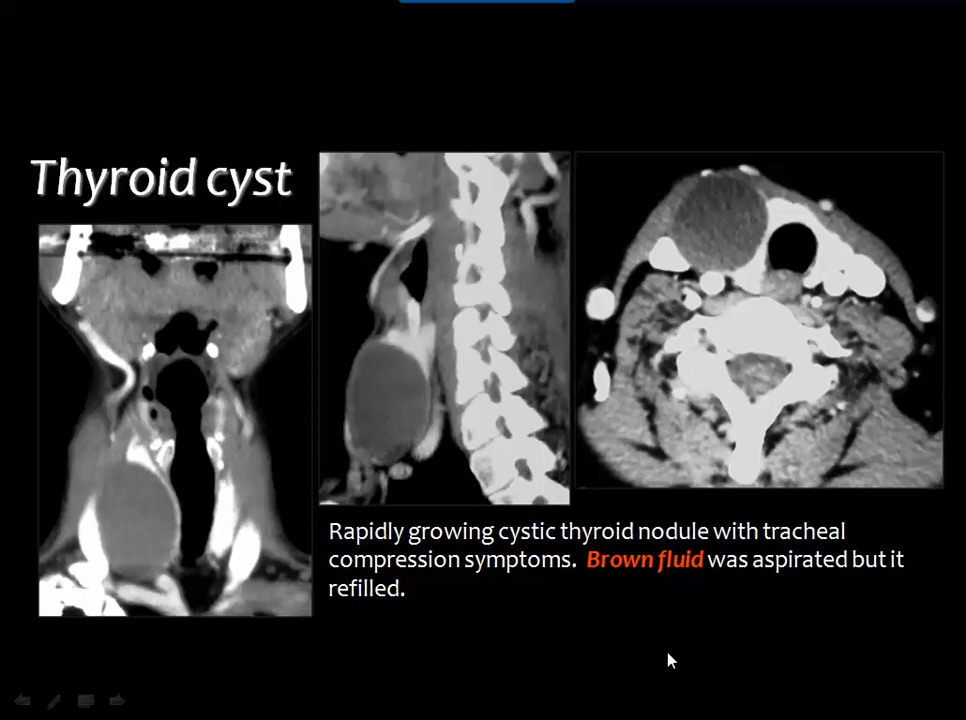 Thyroid cyst
Rapidly growing cystic thyroid nodule with tracheal
compression symptoms. Brown fluid was aspirated but it
refilled.